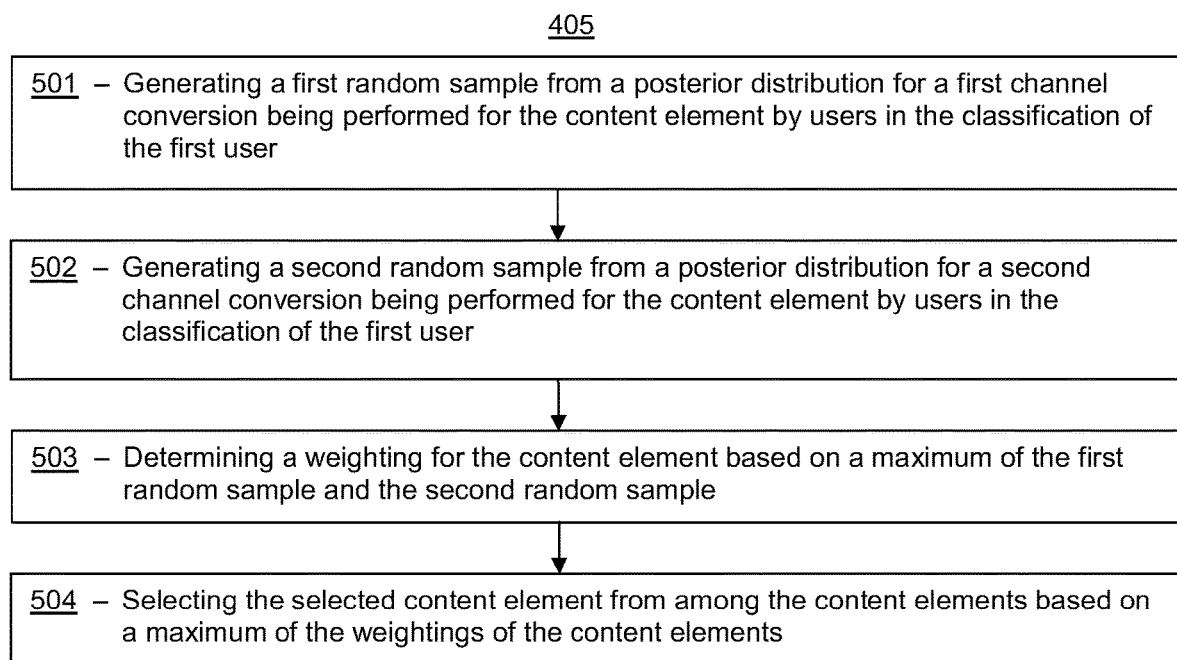 405
501 – Generating a first random sample from a posterior distribution for a first channel
conversion being performed for the content element by users in the classification of
the first user
502 – Generating a second random sample from a posterior distribution for a second
channel conversion being performed for the content element by users in the
classification of the first user
503 – Determining a weighting for the content element based on a maximum of the first
random sample and the second random sample
504 – Selecting the selected content element from among the content elements based on
a maximum of the weightings of the content elements